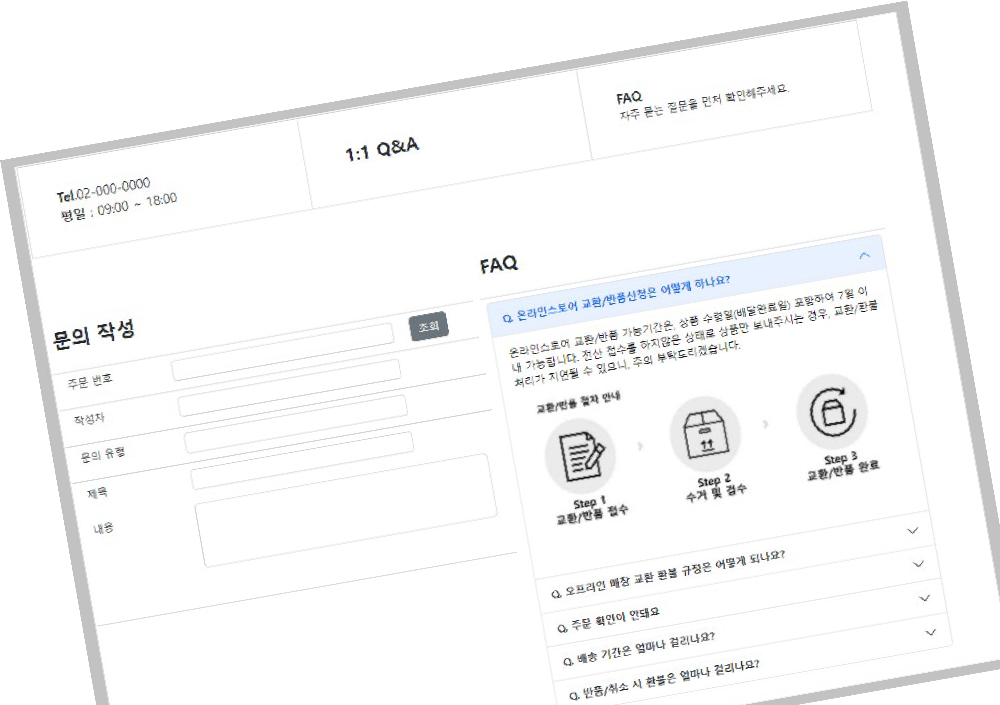 Tel.02-000-0000
평일 : 09:00 ~ 18:00
1:1 Q&A
FAQ
자주 묻는 질문을 먼저 확인해주세요.
문의 작성
주문 번호
조회
작성자
문의 유형
제목
내용
FAQ
Q. 온라인스토어 교환/반품신청은 어떻게 하나요?
온라인스토어 교환/반품 가능기간은, 상품 수령일(배달완료일) 포함하여 7일 이
내 가능합니다. 전산 접수를 하지않은 상태로 상품만 보내주시는 경우, 교환/환불
처리가 지연될 수 있으니, 주의 부탁드리겠습니다.
교환/반품 절차 안내
Step 1
교환/반품 접수
Step 2
수거 및 검수
Step 3
교환/반품 완료
Q. 오프라인 매장 교환 환불 규정은 어떻게 되나요?
Q. 주문 확인이 안돼요
Q. 배송 기간은 얼마나 걸리나요?
Q. 반품/취소 시 환불은 얼마나 걸리나요?